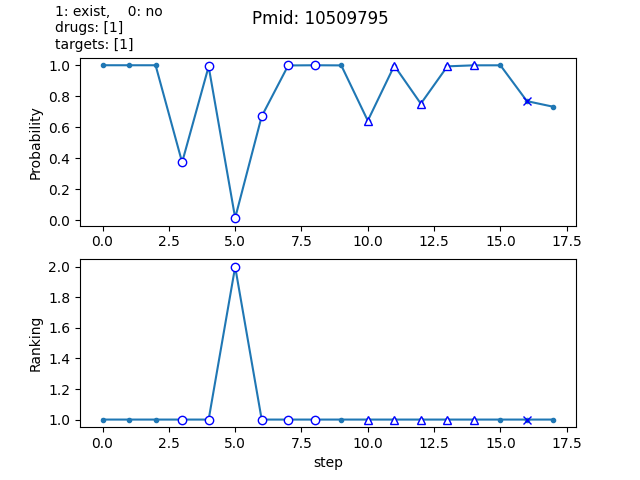 1: exist,    0: no
drugs: [1]
targets: [1]
Pmid: 10509795
Probability
1.0
0.8
0.6
0.4
0.2
0.0
0.0 2.5 5.0 7.5 10.0 12.5 15.0 17.5
Ranking
2.0
1.8
1.6
1.4
1.2
1.0
0.0 2.5 5.0 7.5 10.0 12.5 15.0 17.5
step